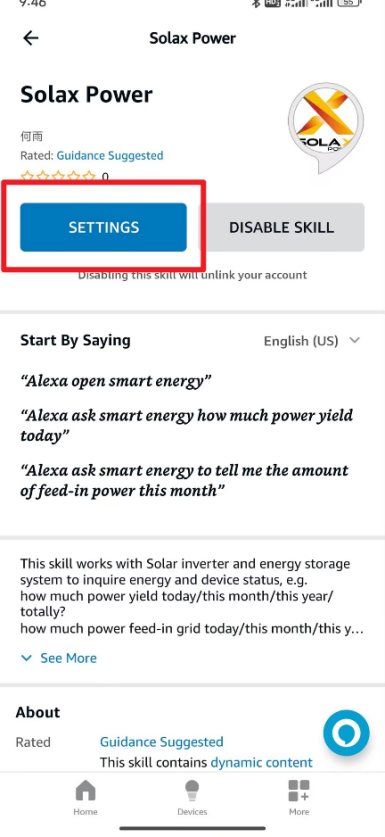 9:46
55
Solax Power
Solax Power
何雨
SOLAX
POWER
Rated: Guidance Suggested
0
SETTINGS
DISABLE SKILL
Disabling this skill will unlink your account
Start By Saying
English (US)
“Alexa open smart energy”
“Alexa ask smart energy how much power yield
today”
“Alexa ask smart energy to tell me the amount
of feed-in power this month”
This skill works with Solar inverter and energy storage
system to inquire energy and device status, e.g.
how much power yield today/this month/this year/
totally?
how much power feed-in grid today/this month/this y...
See More
About
Rated
Guidance Suggested
This skill contains dynamic content
Home
Devices
More